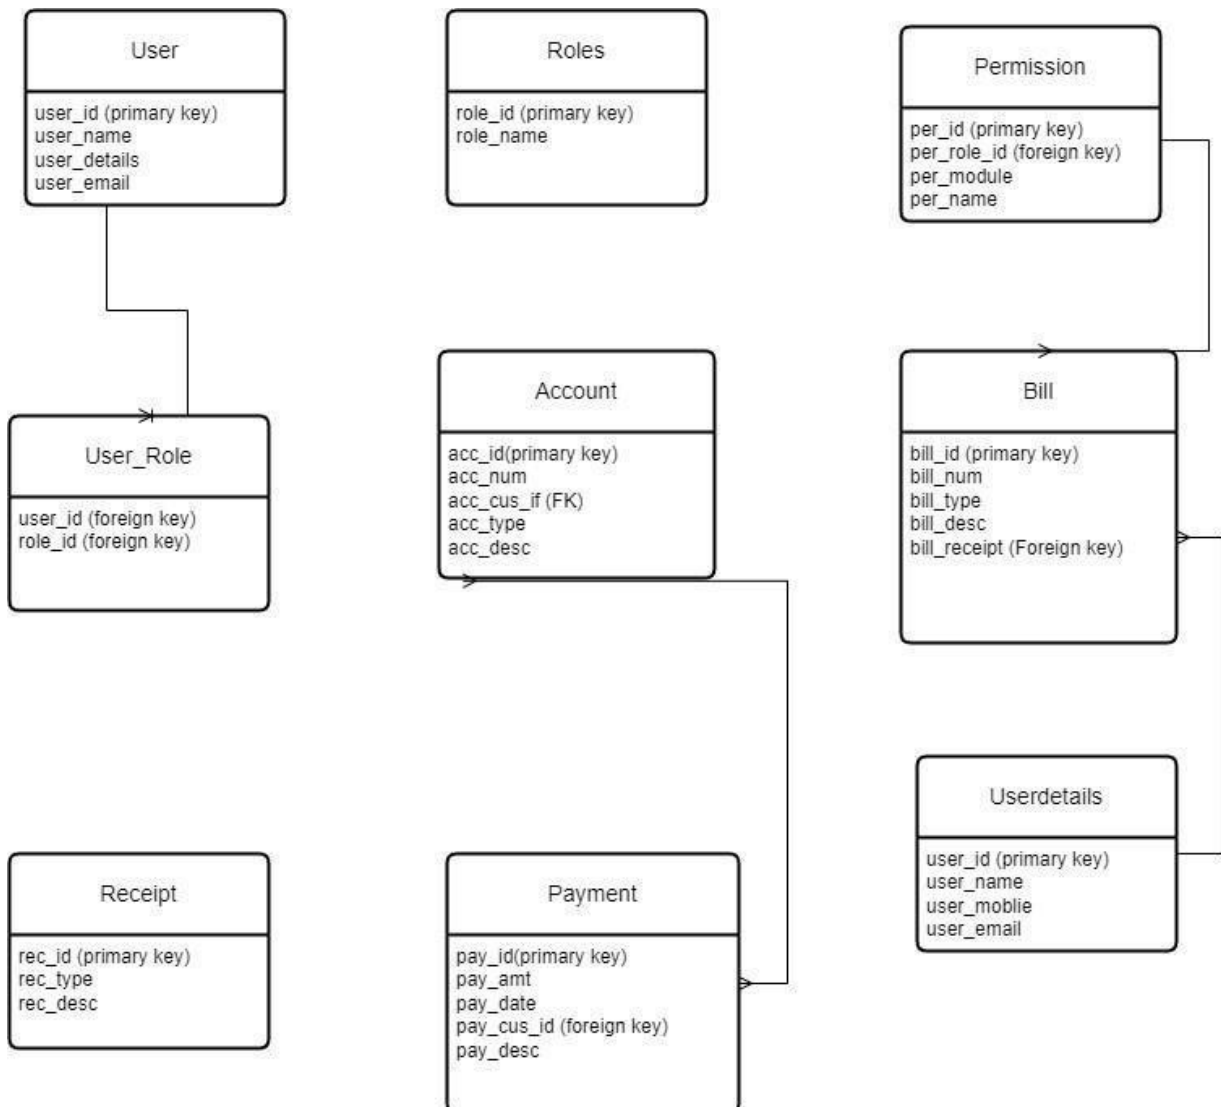 User
user_id (primary key)
user_name
user_details
user_email
Roles
role_id (primary key)
role_name
Permission
per_id (primary key)
per_role_id (foreign key)
per_module
per_name
User_Role
user_id (foreign key)
role_id (foreign key)
Account
acc_id(primary key)
acc_num
acc_cus_if (FK)
acc_type
acc_desc
Bill
bill_id (primary key)
bill_num
bill_type
bill_desc
bill_receipt (Foreign key)
Receipt
rec_id (primary key)
rec_type
rec_desc
Payment
pay_id(primary key)
pay_amt
pay_date
pay_cus_id (foreign key)
pay_desc
Userdetails
user_id (primary key)
user_name
user_moblie
user_email